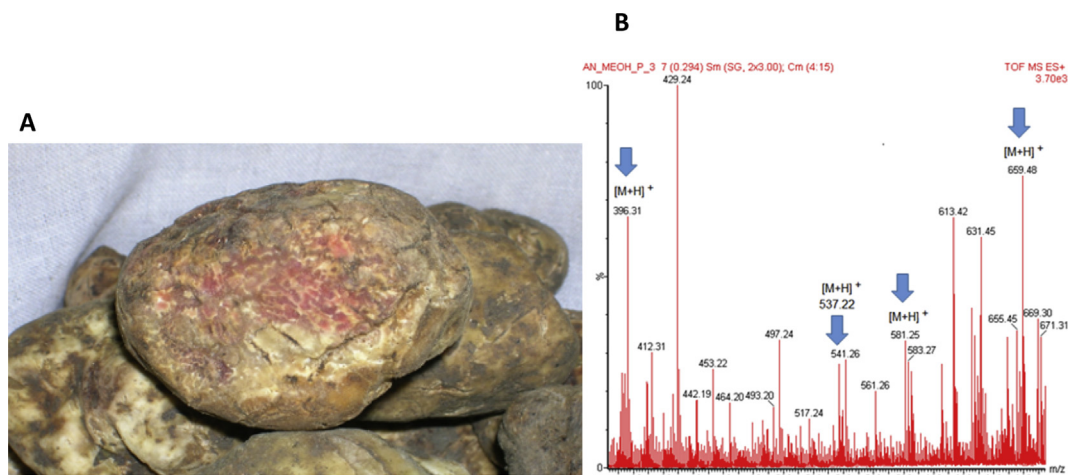 A
B
AN_MEOH_P_3 7 (0.294) Sm (SG, 2x3.00); Cm (4:15)
TOF MS ES+
3.70e3
100
%
0
429.24
[M+H] +
396.31
412.31
442.19
453.22
464.20
493.20
497.24
517.24
[M+H] +
537.22
541.26
561.26
[M+H] +
581.25
583.27
613.42
631.45
655.45
[M+H] +
659.48
669.30
671.31
m/z